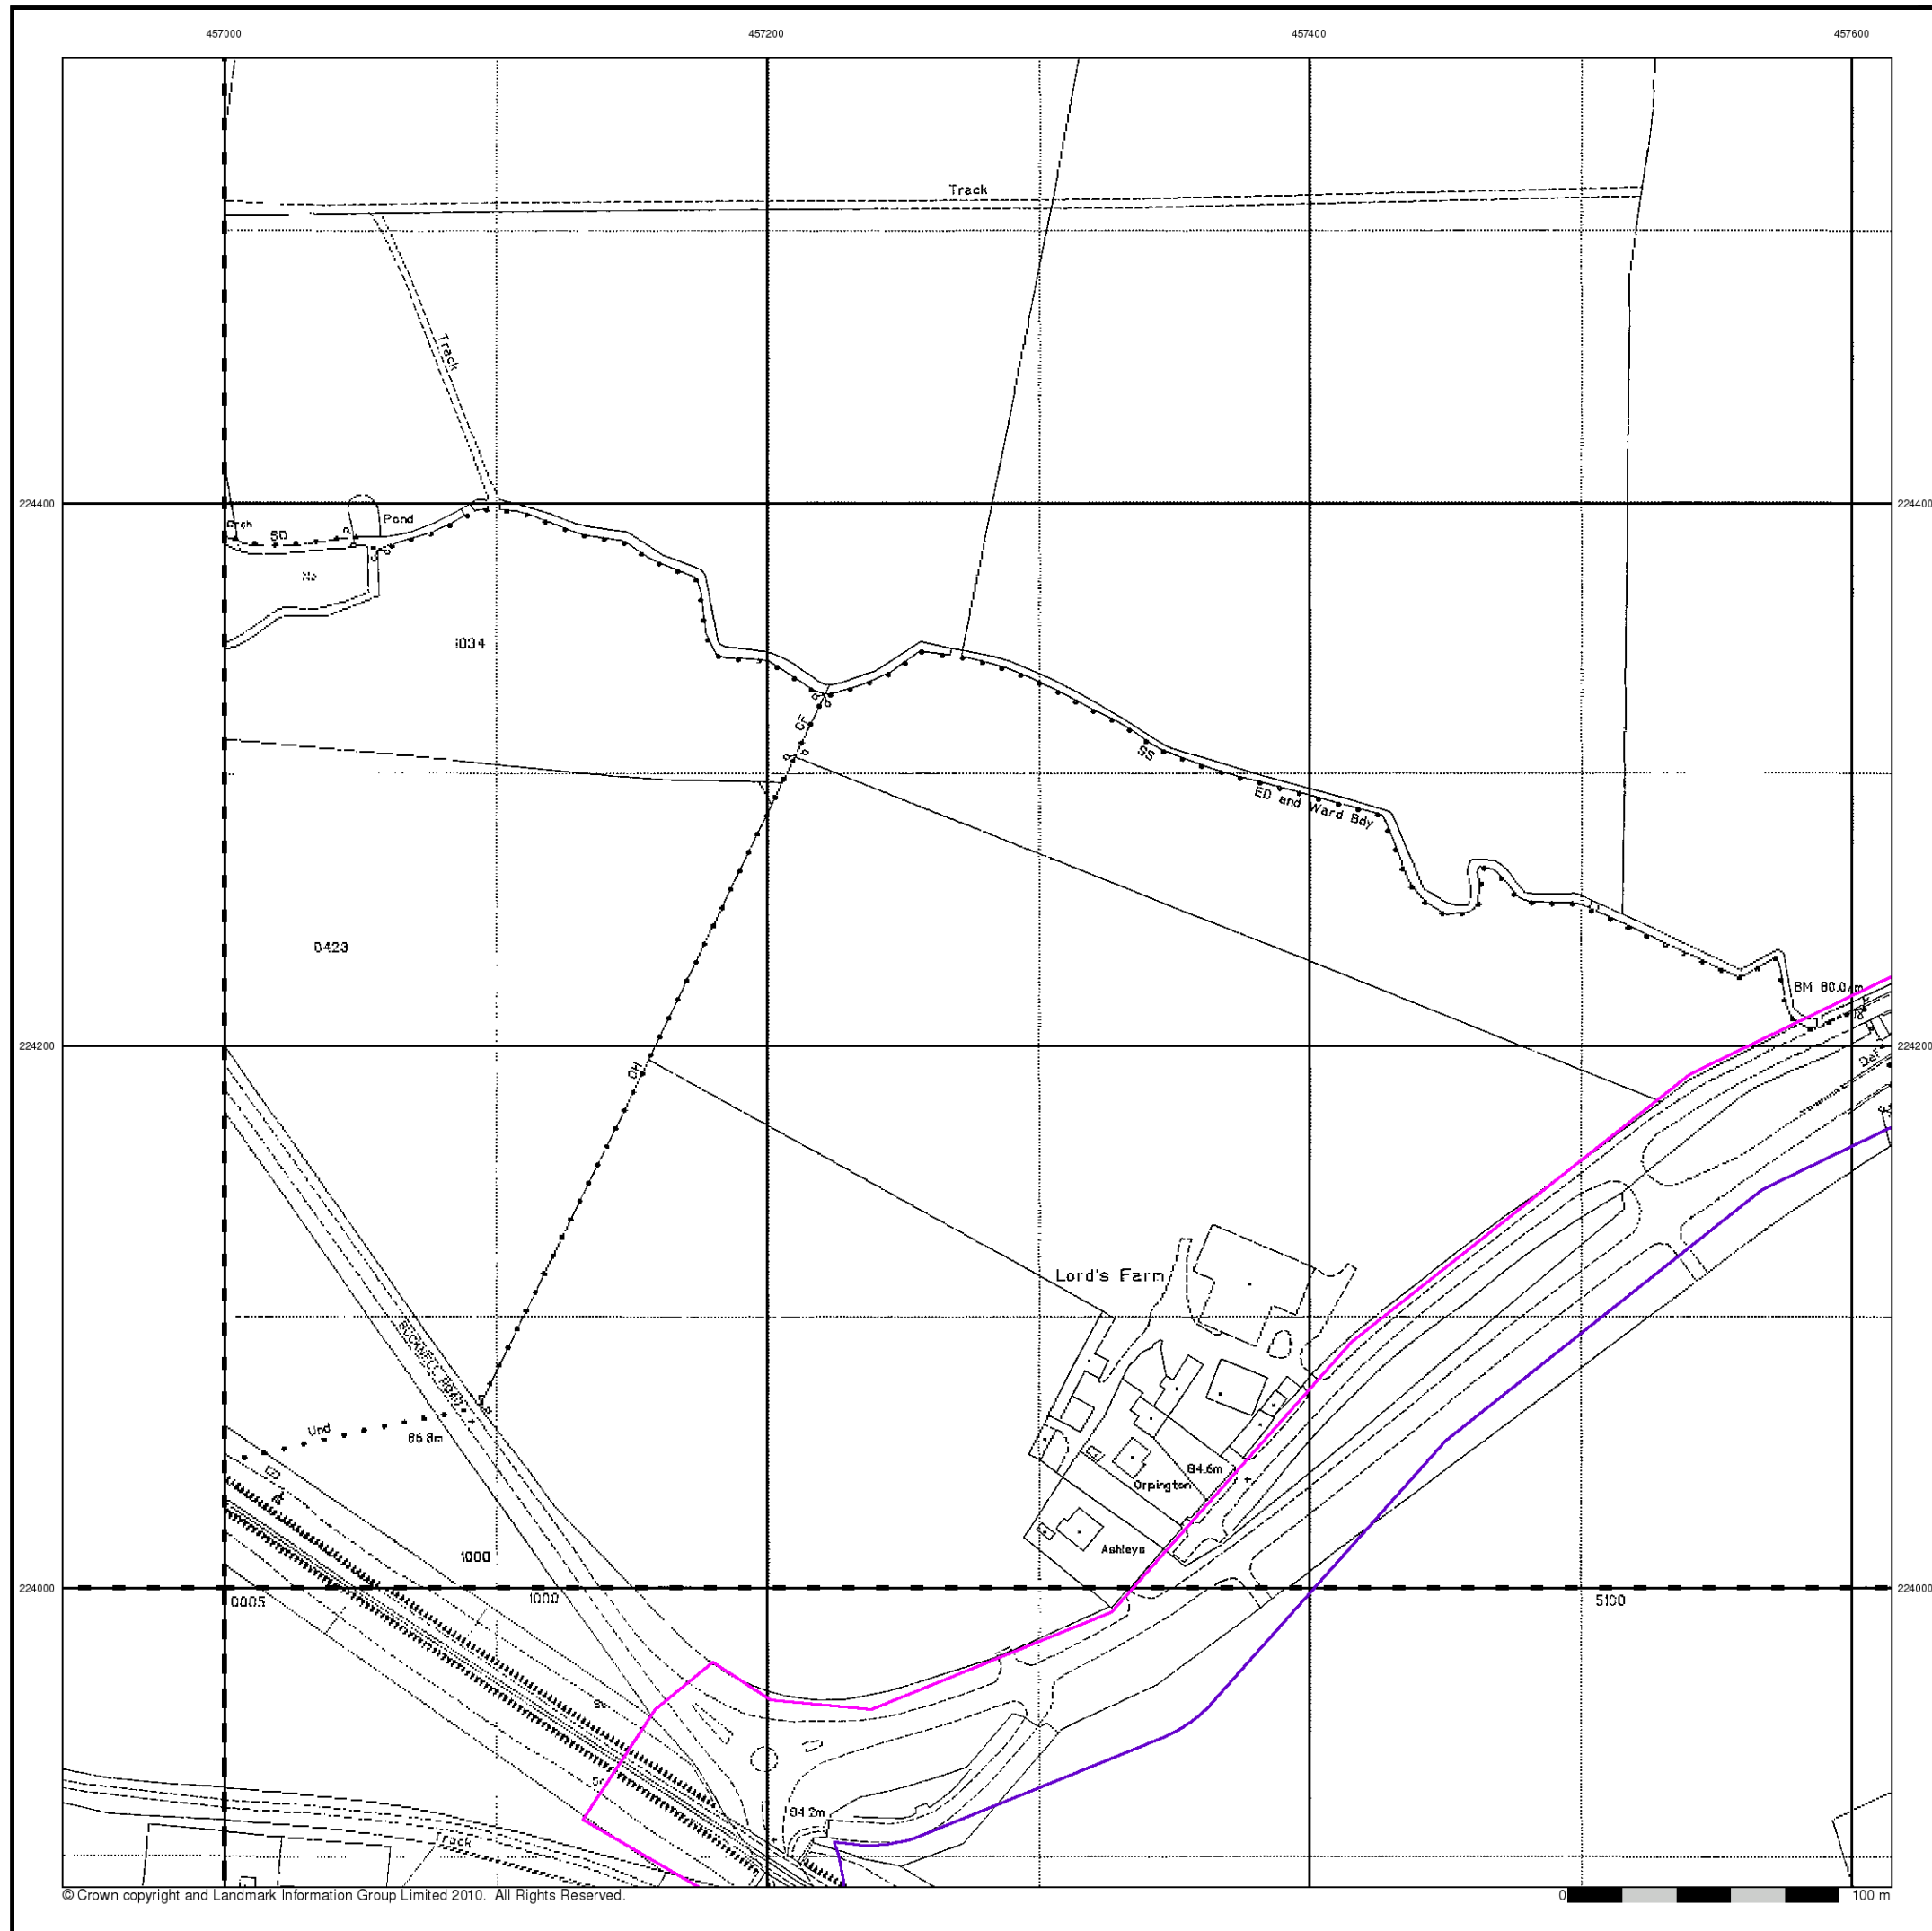 457000 457200 457400 457600
Track
Track
224400 224400
Pond
SD
1034
CF
SS
ED and Ward Bdy
0423
BM 80.07m
224200 224200
Def
CH
Lord's Farm
BUCKNELL ROAD
Und
86.8m
84.6m
Orpington
Ashleya
1000
224000 224000
0005 1000 5100
84.2m
Track
© Crown copyright and Landmark Information Group Limited 2010. All Rights Reserved.
0 100 m